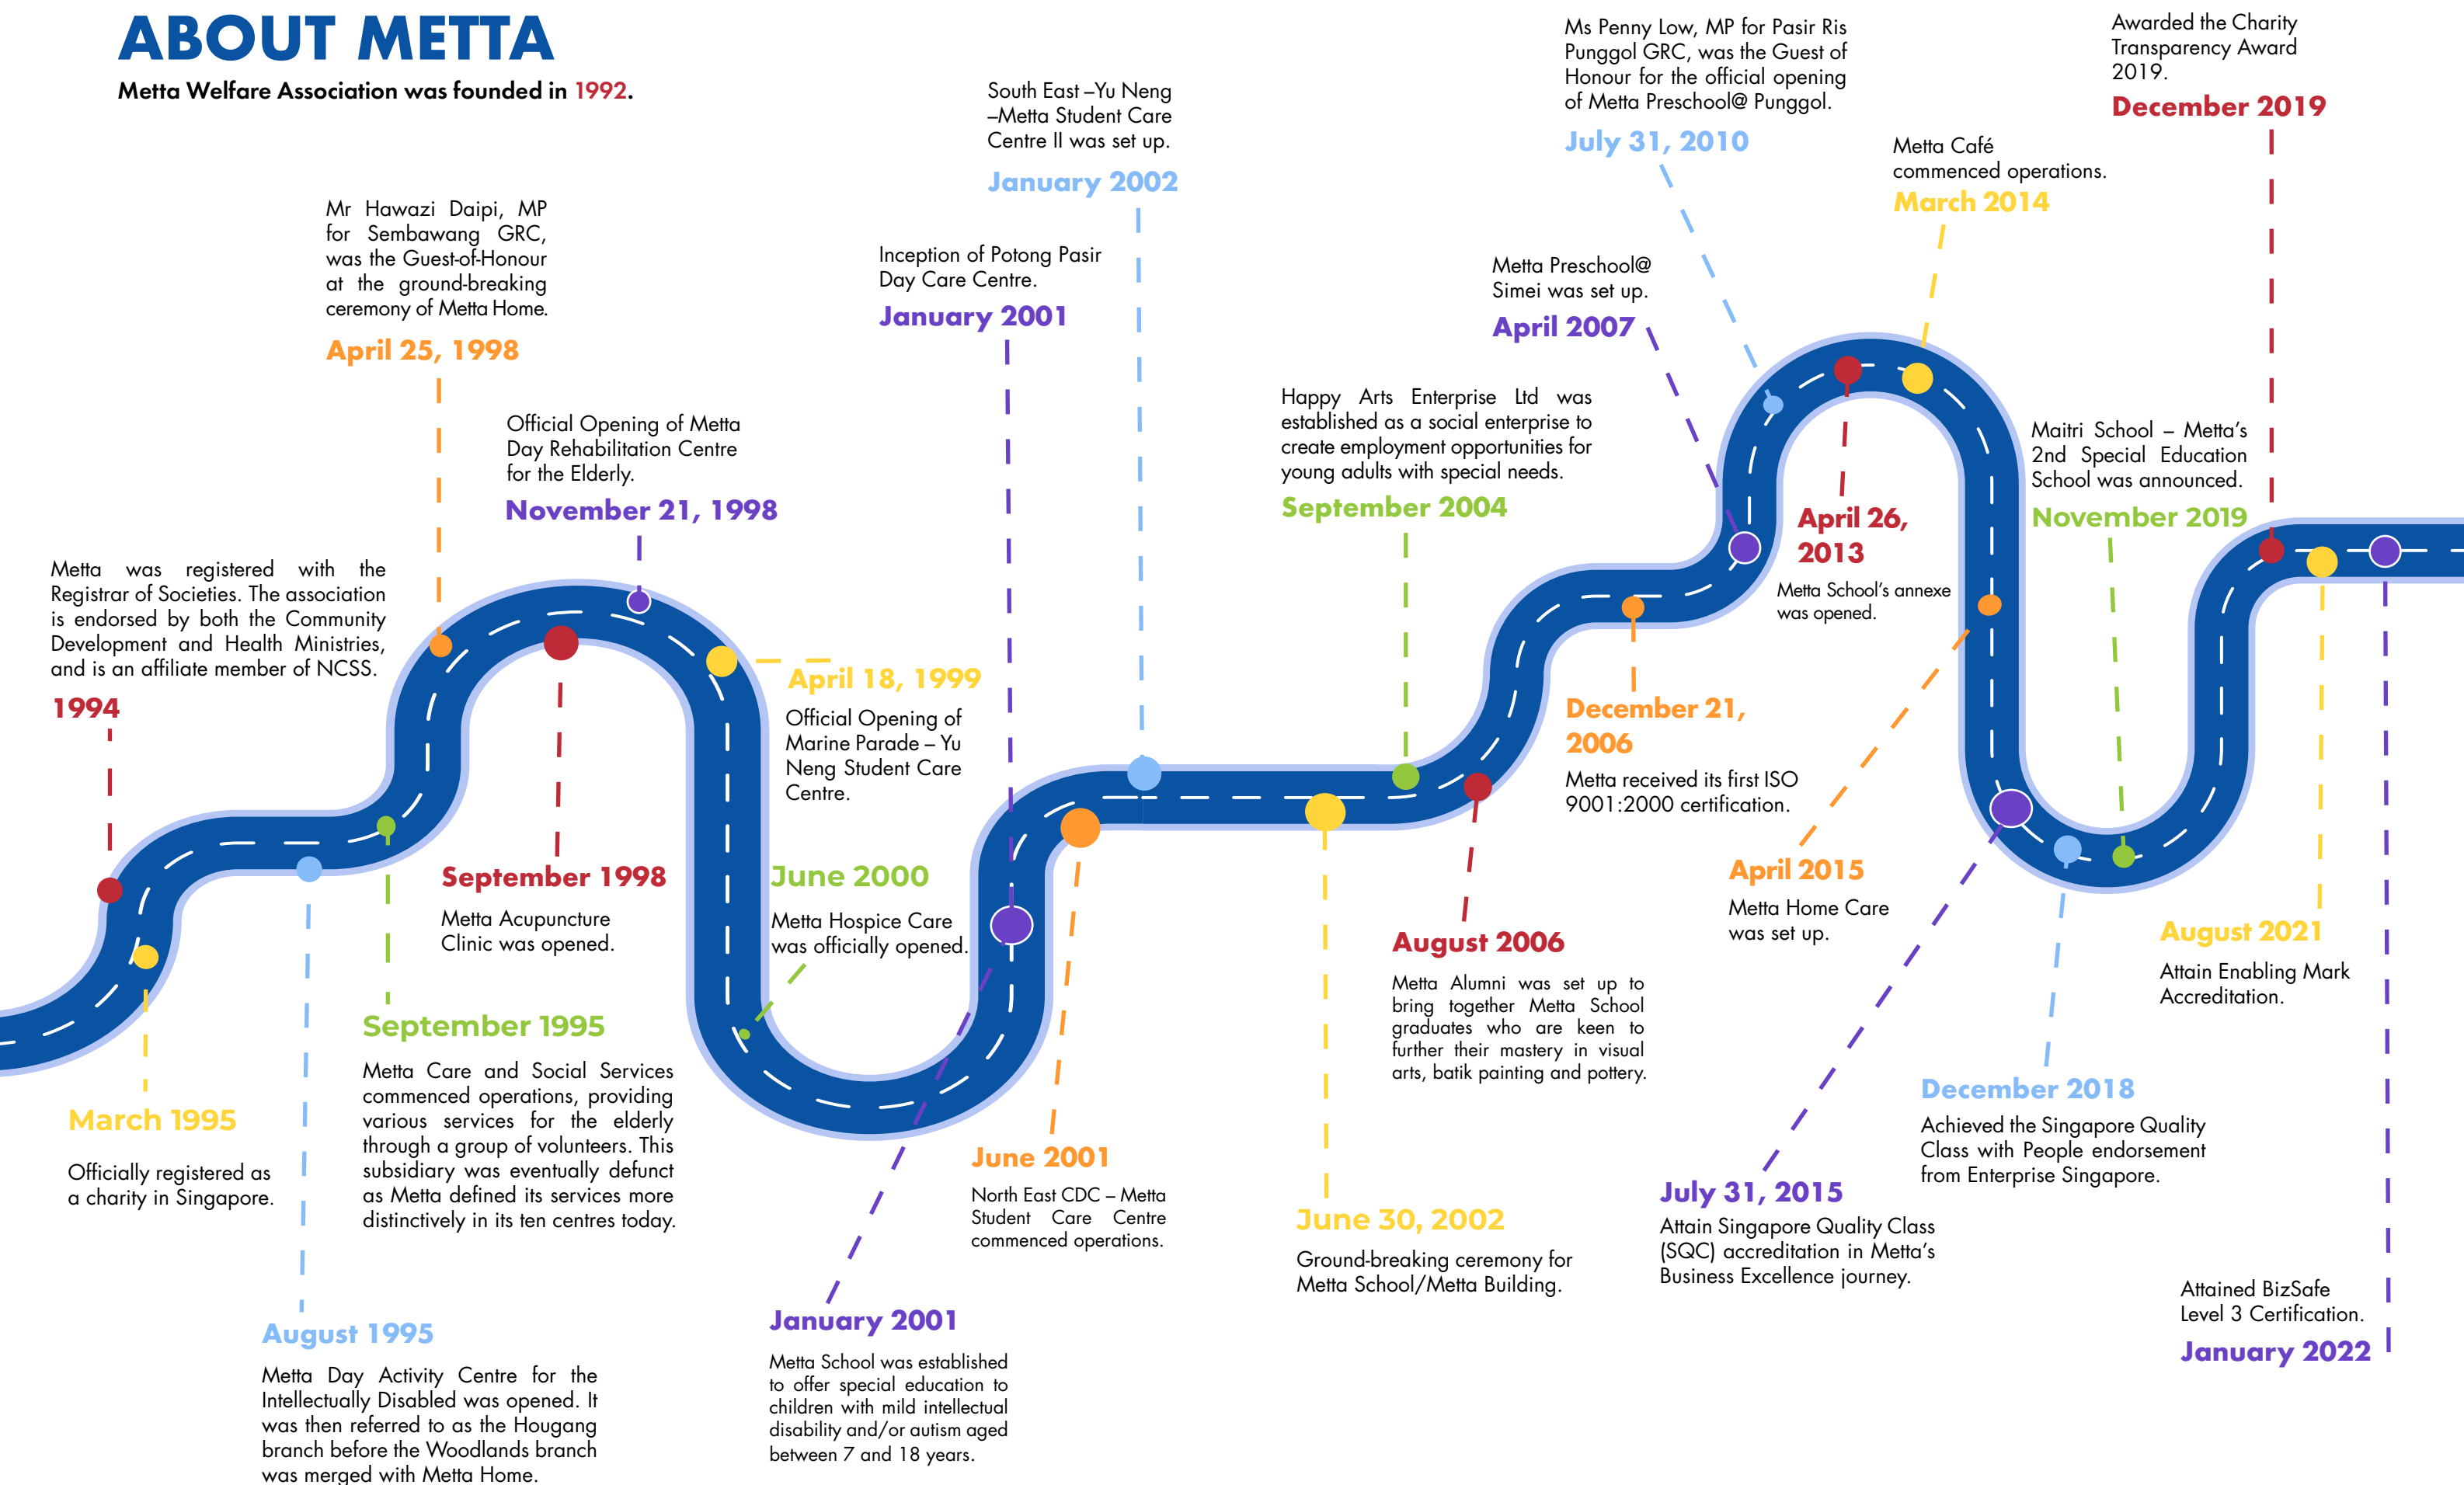 ABOUT METTA
Metta Welfare Association was founded in 1992.
Metta was registered with the
Registrar of Societies. The association
is endorsed by both the Community
Development and Health Ministries,
and is an affiliate member of NCSS.
1994
March 1995
Officially registered as
a charity in Singapore.
August 1995
Metta Day Activity Centre for the
Intellectually Disabled was opened. It
was then referred to as the Hougang
branch before the Woodlands branch
was merged with Metta Home.
September 1995
Metta Care and Social Services
commenced operations, providing
various services for the elderly
through a group of volunteers. This
subsidiary was eventually defunct
as Metta defined its services more
distinctively in its ten centres today.
Mr Hawazi Daipi, MP
for Sembawang GRC,
was the Guest-of-Honour
at the ground-breaking
ceremony of Metta Home.
April 25, 1998
September 1998
Metta Acupuncture
Clinic was opened.
Official Opening of Metta
Day Rehabilitation Centre
for the Elderly.
November 21, 1998
April 18, 1999
Official Opening of
Marine Parade – Yu
Neng Student Care
Centre.
June 2000
Metta Hospice Care
was officially opened.
January 2001
Metta School was established
to offer special education to
children with mild intellectual
disability and/or autism aged
between 7 and 18 years.
Inception of Potong Pasir
Day Care Centre.
January 2001
June 2001
North East CDC – Metta
Student Care Centre
commenced operations.
South East –Yu Neng
–Metta Student Care
Centre II was set up.
January 2002
June 30, 2002
Ground-breaking ceremony for
Metta School/Metta Building.
Happy Arts Enterprise Ltd was
established as a social enterprise to
create employment opportunities for
young adults with special needs.
September 2004
August 2006
Metta Alumni was set up to
bring together Metta School
graduates who are keen to
further their mastery in visual
arts, batik painting and pottery.
December 21,
2006
Metta received its first ISO
9001:2000 certification.
Metta Preschool@
Simei was set up.
April 2007
Ms Penny Low, MP for Pasir Ris
Punggol GRC, was the Guest of
Honour for the official opening
of Metta Preschool@ Punggol.
July 31, 2010
April 26,
2013
Metta School's annexe
was opened.
Metta Café
commenced operations.
March 2014
April 2015
Metta Home Care
was set up.
July 31, 2015
Attain Singapore Quality Class
(SQC) accreditation in Metta's
Business Excellence journey.
December 2018
Achieved the Singapore Quality
Class with People endorsement
from Enterprise Singapore.
Maitri School – Metta's
2nd Special Education
School was announced.
November 2019
Awarded the Charity
Transparency Award
2019.
December 2019
August 2021
Attain Enabling Mark
Accreditation.
Attained BizSafe
Level 3 Certification.
January 2022